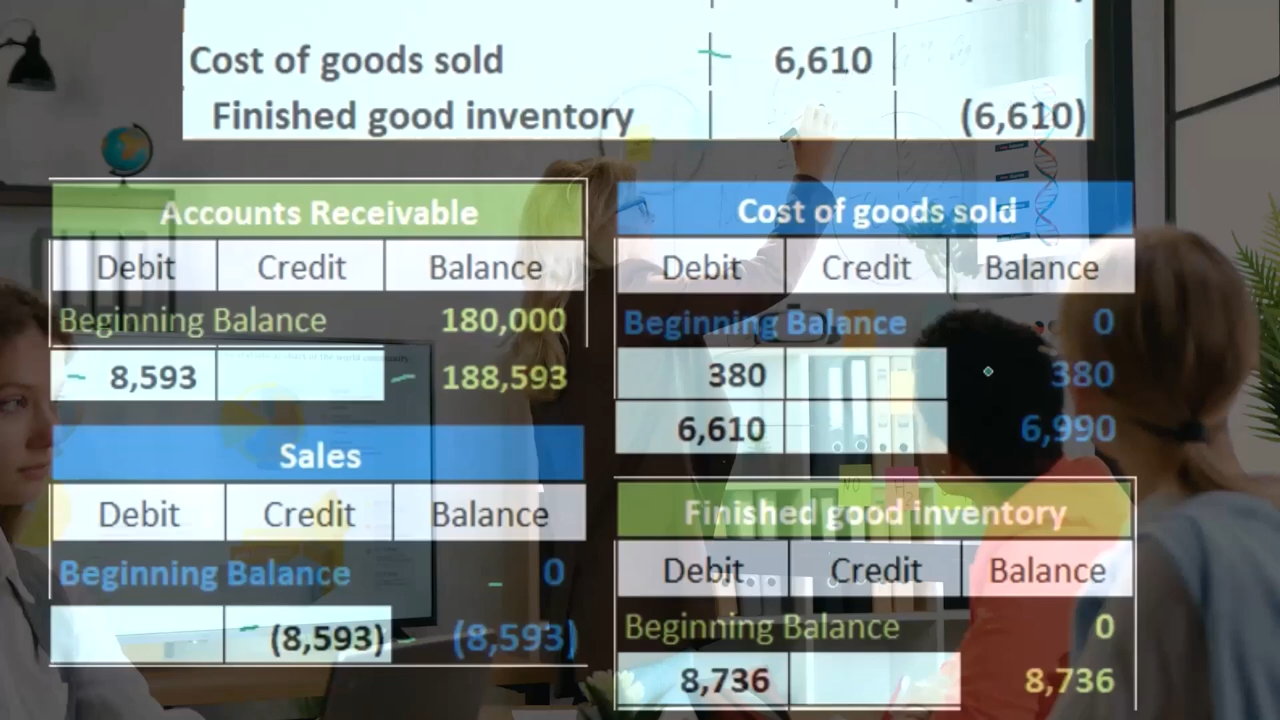 Cost of goods sold 6,610
Finished good inventory (6,610)
Accounts Receivable
Debit Credit Balance
Beginning Balance 180,000
8,593 188,593
Sales
Debit Credit Balance
Beginning Balance 0
(8,593) (8,593)
Cost of goods sold
Debit Credit Balance
Beginning Balance 0
380 380
6,610 6,990
Finished good inventory
Debit Credit Balance
Beginning Balance 0
8,736 8,736